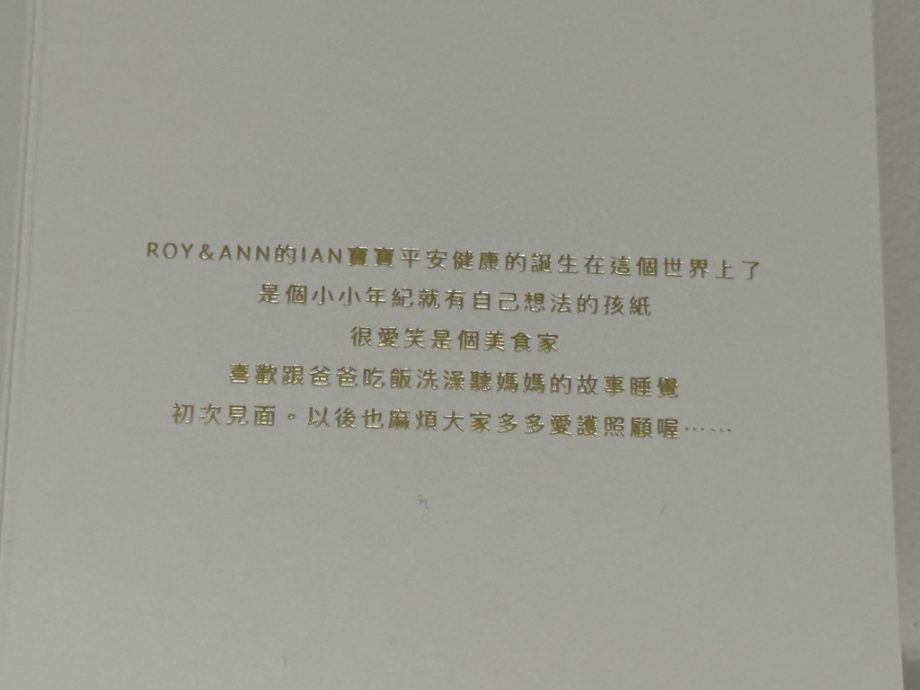 ROY&ANN的IAN寶寶平安健康的誕生在這個世界上了
是個小小年紀就有自己想法的孩紙
很愛笑是個美食家
喜歡跟爸爸吃飯洗澡聽媽媽的故事睡覺
初次見面。以後也麻煩大家多多愛護照顧喔⋯⋯